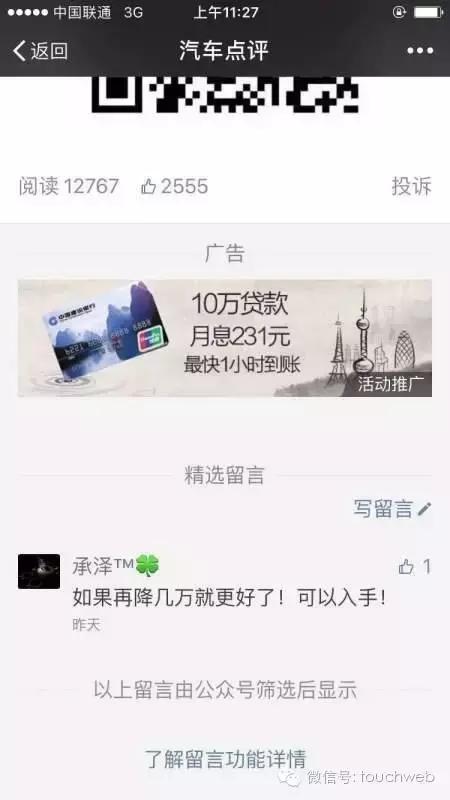 中国联通 3G 上午11:27
返回 汽车点评
阅读 12767 2555 投诉
广告
中国建设银行
10万贷款
月息231元
最快1小时到账
活动推广
精选留言
写留言
承泽™🍀 1
如果再降几万就更好了！可以入手！
昨天
以上留言由公众号筛选后显示
了解留言功能详情
微信号: touchweb